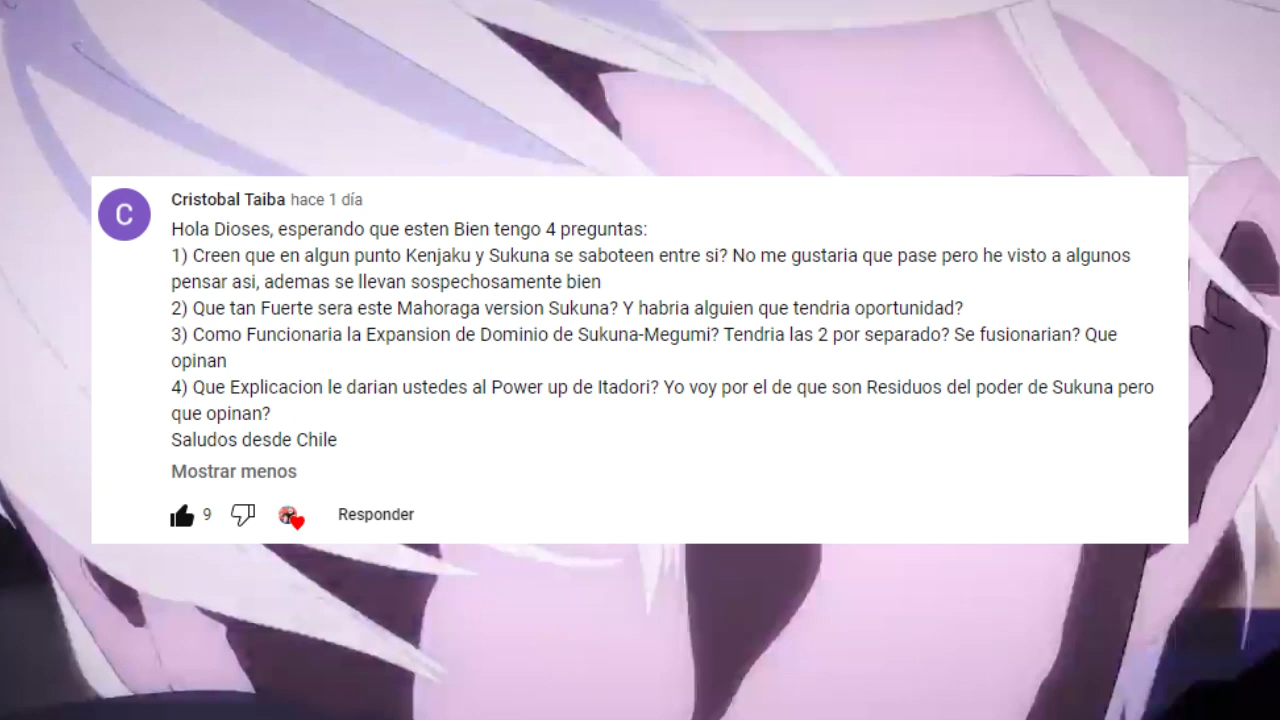 C
Cristobal Taiba hace 1 día
Hola Dioses, esperando que esten Bien tengo 4 preguntas:
1) Creen que en algun punto Kenjaku y Sukuna se saboteen entre si? No me gustaria que pase pero he visto a algunos
pensar asi, ademas se llevan sospechosamente bien
2) Que tan Fuerte sera este Mahoraga version Sukuna? Y habria alguien que tendria oportunidad?
3) Como Funcionaria la Expansion de Dominio de Sukuna-Megumi? Tendria las 2 por separado? Se fusionarian? Que
opinan
4) Que Explicacion le darian ustedes al Power up de Itadori? Yo voy por el de que son Residuos del poder de Sukuna pero
que opinan?
Saludos desde Chile
Mostrar menos
9 Responder